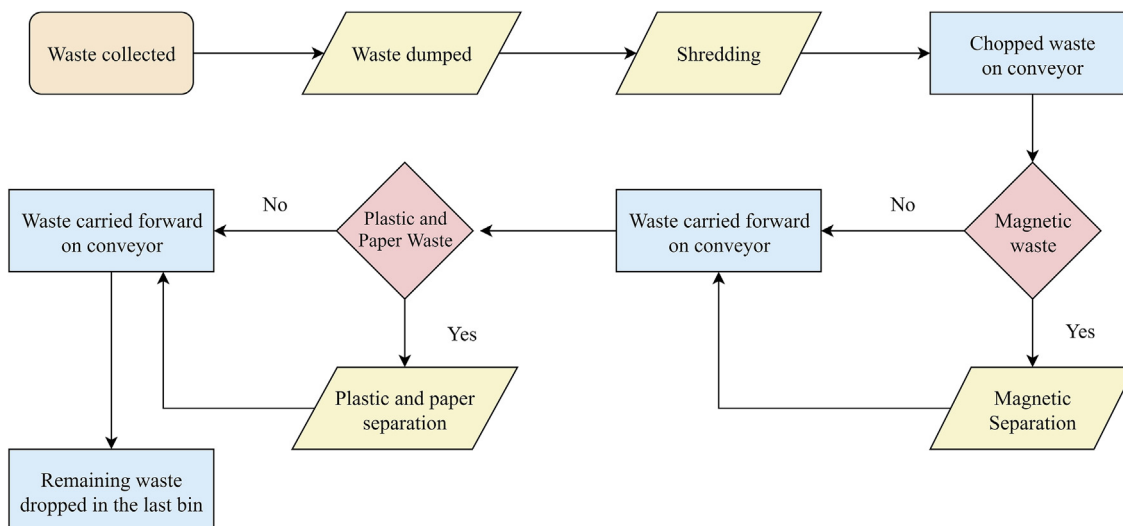 Waste collected
Waste dumped
Shredding
Chopped waste
on conveyor
Magnetic
waste
No
Yes
Magnetic
Separation
Waste carried forward
on conveyor
Plastic and
Paper Waste
No
Yes
Plastic and paper
separation
Waste carried forward
on conveyor
Remaining waste
dropped in the last bin